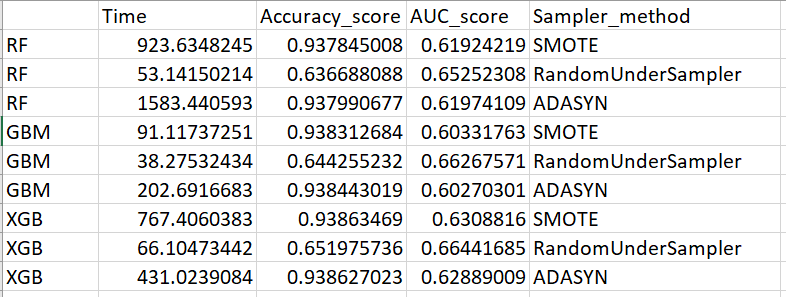 Time Accuracy_score AUC_score Sampler_method
RF 923.6348245 0.937845008 0.61924219 SMOTE
RF 53.14150214 0.636688088 0.65252308 RandomUnderSampler
RF 1583.440593 0.937990677 0.61974109 ADASYN
GBM 91.11737251 0.938312684 0.60331763 SMOTE
GBM 38.27532434 0.644255232 0.66267571 RandomUnderSampler
GBM 202.6916683 0.938443019 0.60270301 ADASYN
XGB 767.4060383 0.93863469 0.6308816 SMOTE
XGB 66.10473442 0.651975736 0.66441685 RandomUnderSampler
XGB 431.0239084 0.938627023 0.62889009 ADASYN